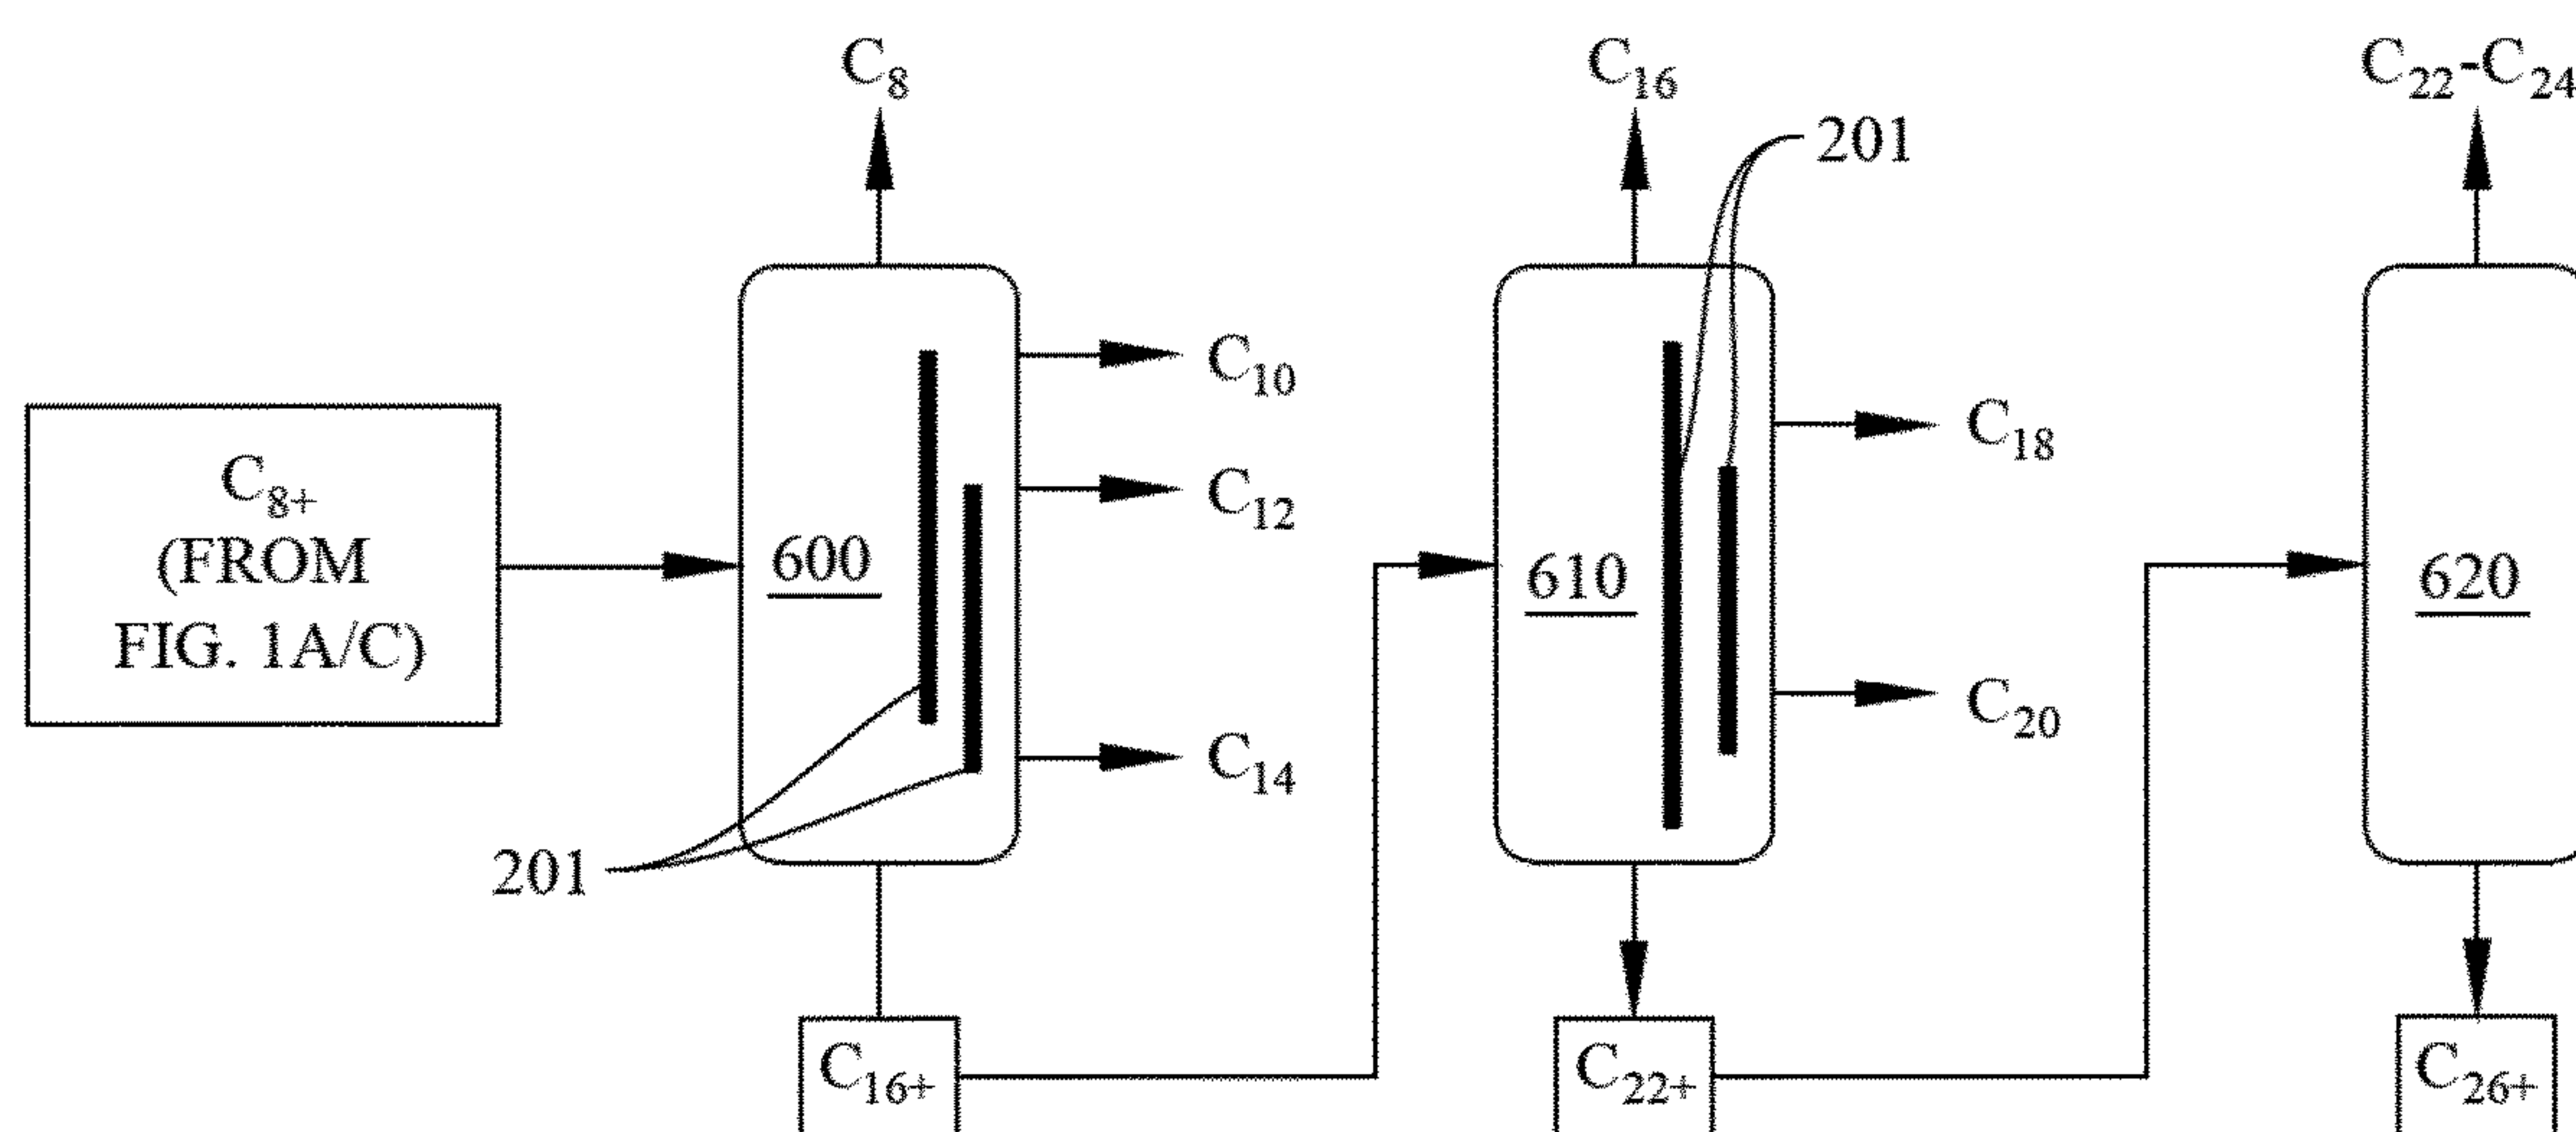 C₈
C₁₆
C₂₂-C₂₄
201
C₁₀
C₁₈
C₈₊
(FROM
FIG. 1A/C)
C₁₂
600
610
620
C₁₄
C₂₀
201
C₁₆₊
C₂₂₊
C₂₆₊